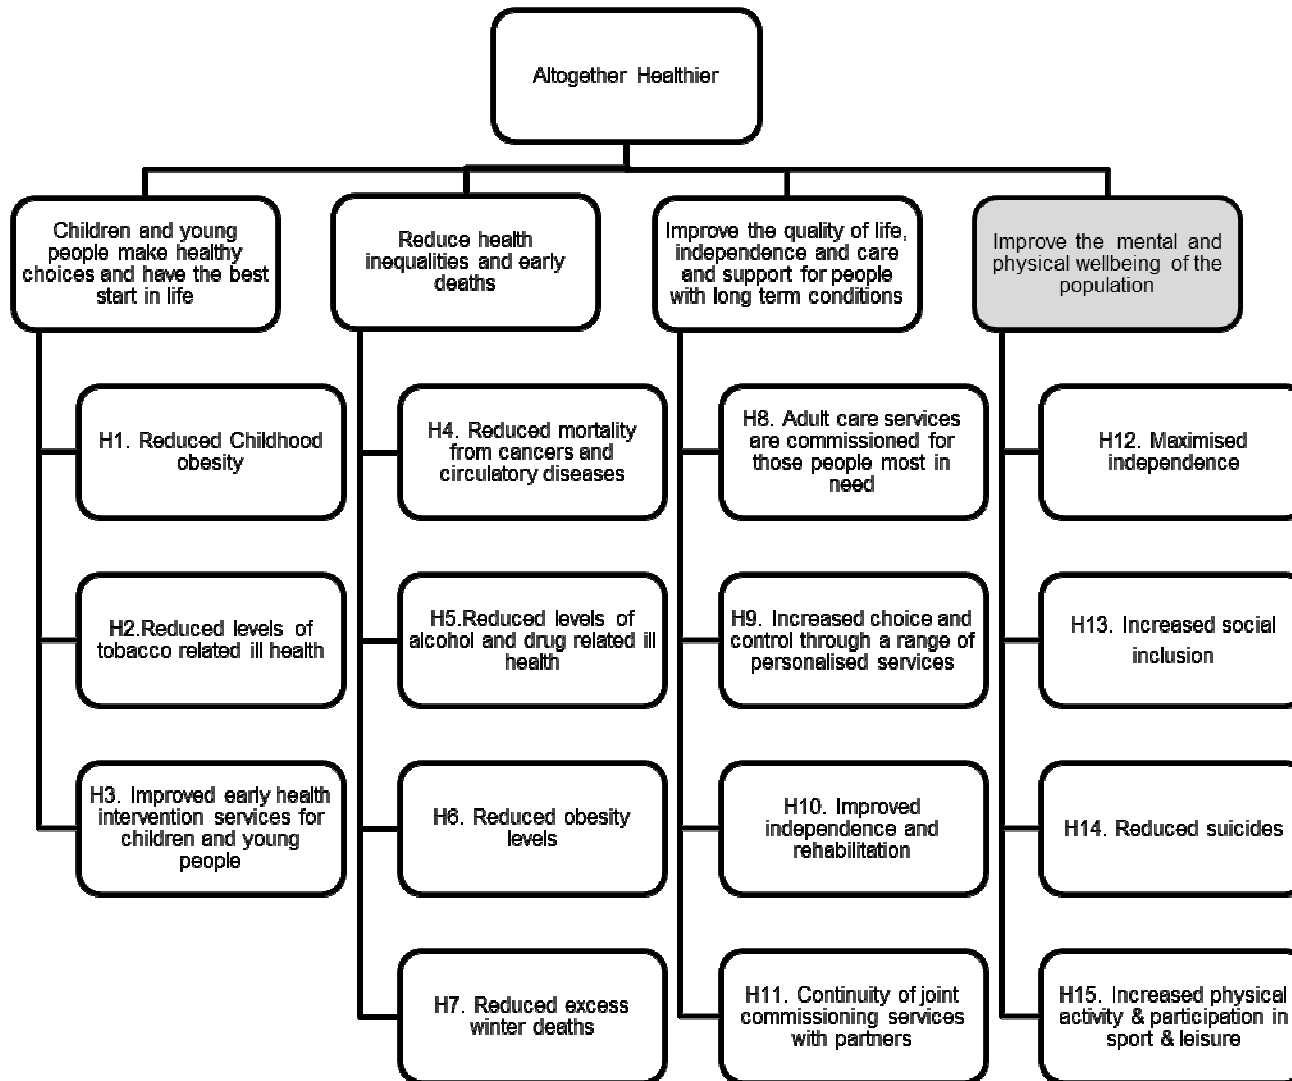 Altogether Healthier
Children and young
people make healthy
choices and have the best
start in life
Reduce health
inequalities and early
deaths
Improve the quality of life,
independence and care
and support for people
with long term conditions
Improve the mental and
physical wellbeing of the
population
H1. Reduced Childhood
obesity
H4. Reduced mortality
from cancers and
circulatory diseases
H8. Adult care services
are commissioned for
those people most in
need
H12. Maximised
independence
H2.Reduced levels of
tobacco related ill health
H5.Reduced levels of
alcohol and drug related ill
health
H9. Increased choice and
control through a range of
personalised services
H13. Increased social
inclusion
H3. Improved early health
intervention services for
children and young
people
H6. Reduced obesity
levels
H10. Improved
independence and
rehabilitation
H14. Reduced suicides
H7. Reduced excess
winter deaths
H11. Continuity of joint
commissioning services
with partners
H15. Increased physical
activity & participation in
sport & leisure